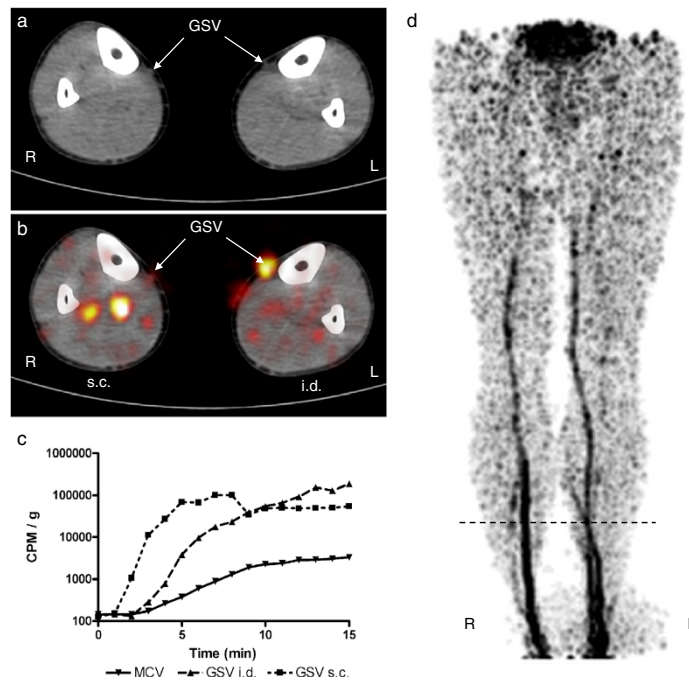 a
GSV
R
L
b
GSV
R
L
s.c.
i.d.
c
1000000
100000
10000
1000
100
CPM / g
0
5
10
15
Time (min)
MCV GSV i.d. GSV s.c.
d
R